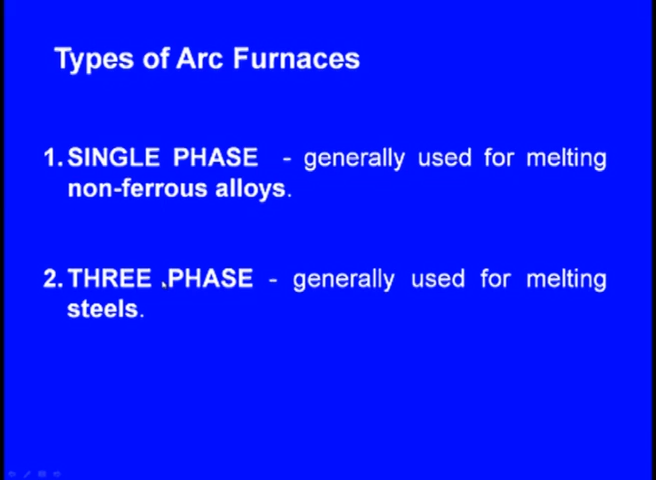 Types of Arc Furnaces
1. SINGLE PHASE - generally used for melting
non-ferrous alloys.
2. THREE .PHASE - generally used for melting
steels.